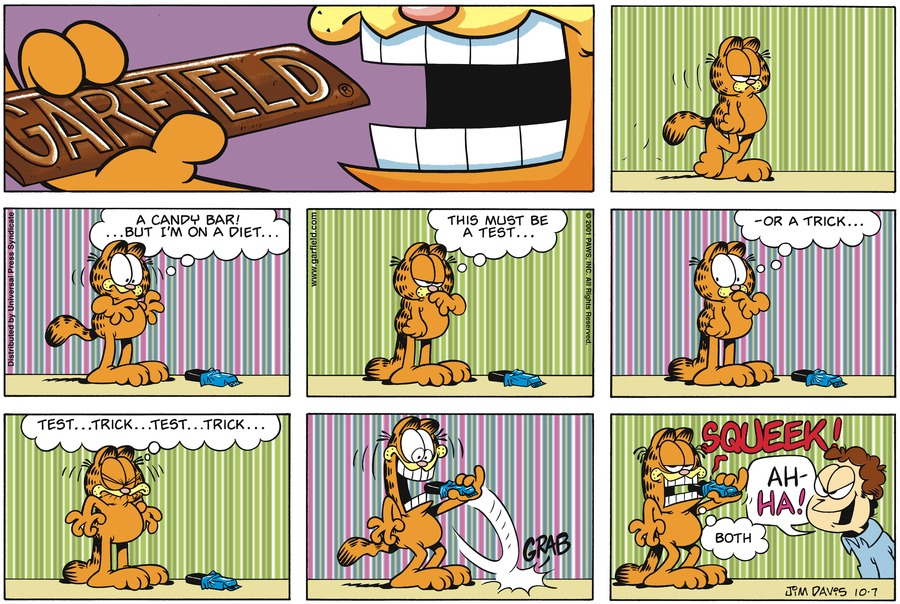 GARFIELD
®
A CANDY BAR!
...BUT I'M ON A DIET...
Distributed by Universal Press Syndicate
THIS MUST BE
A TEST...
www.garfield.com
© 2001 PAWS, INC. All Rights Reserved.
-OR A TRICK...
TEST...TRICK...TEST...TRICK...
GRAB
SQUEEK!
AH-
HA!
BOTH
JIM DAVIS 10·7